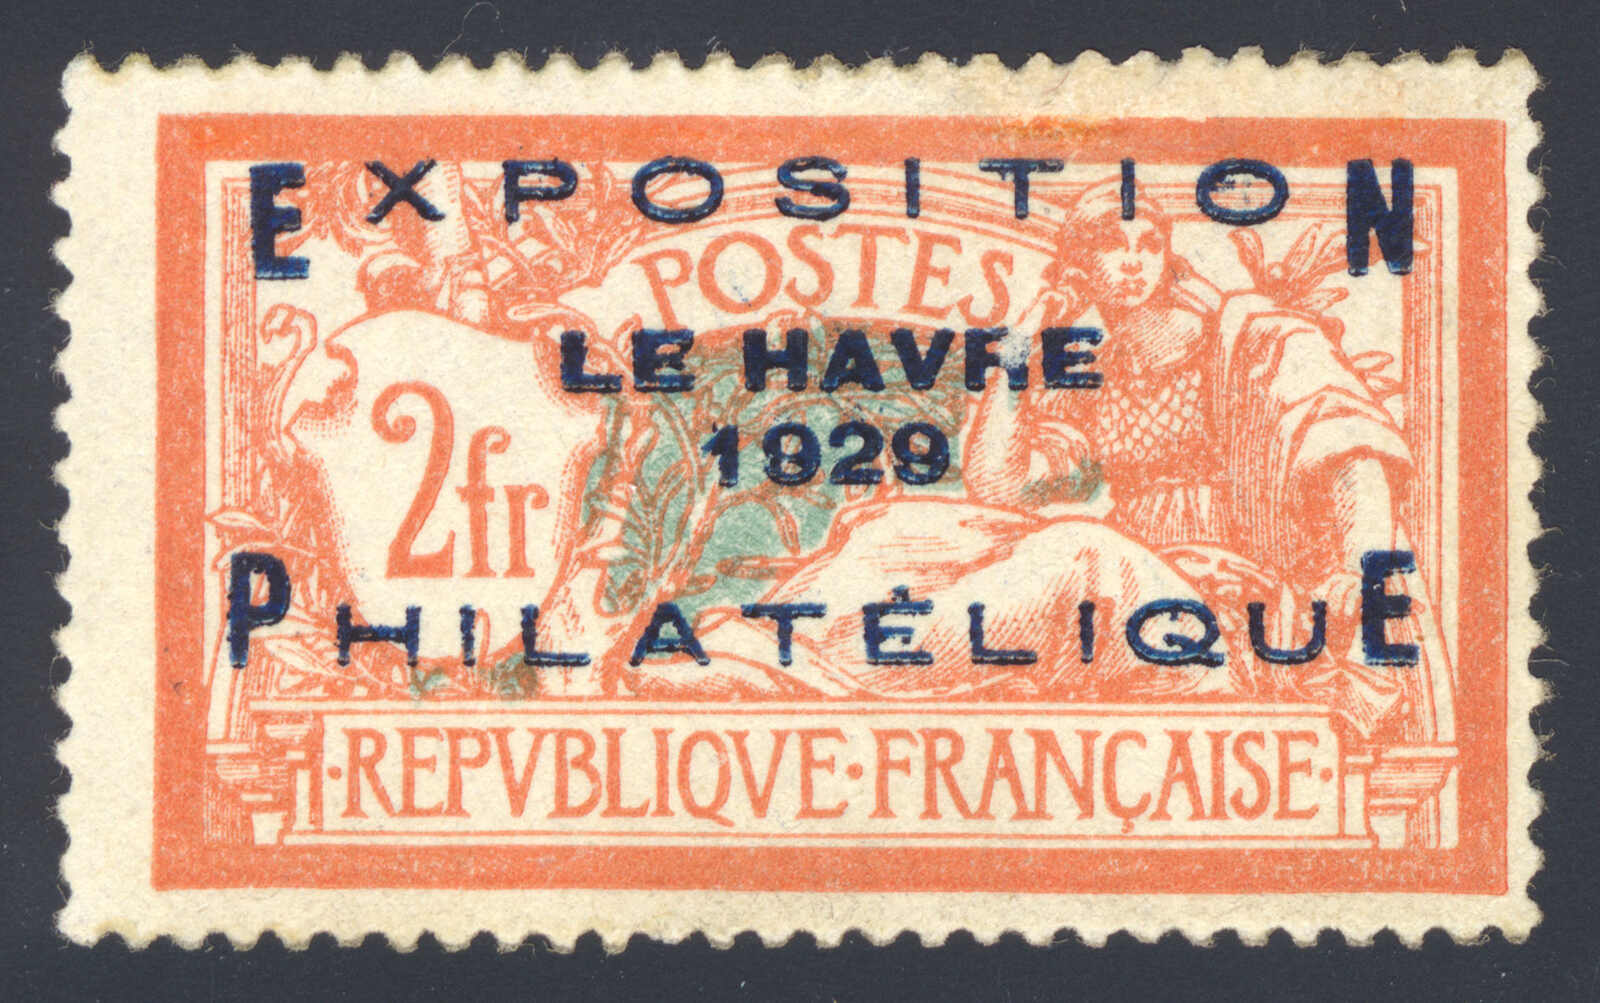 EXPOSITION
POSTES
LE HAVRE
1929
2fr
PHILATÉLIQUE
·REPVBLIQVE·FRANÇAISE·